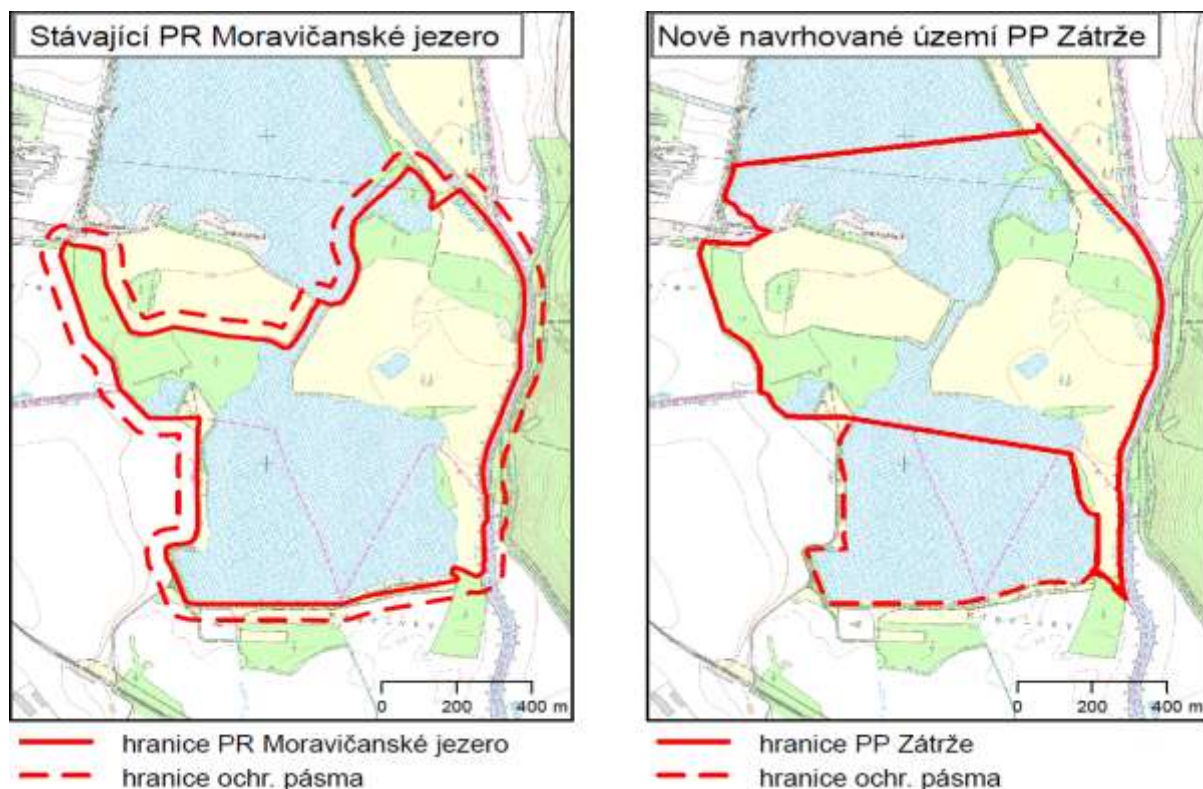 Stávající PR Moravičanské jezero
0 200 400 m
hranice PR Moravičanské jezero
hranice ochr. pásma
Nově navrhované území PP Zátrže
0 200 400 m
hranice PP Zátrže
hranice ochr. pásma